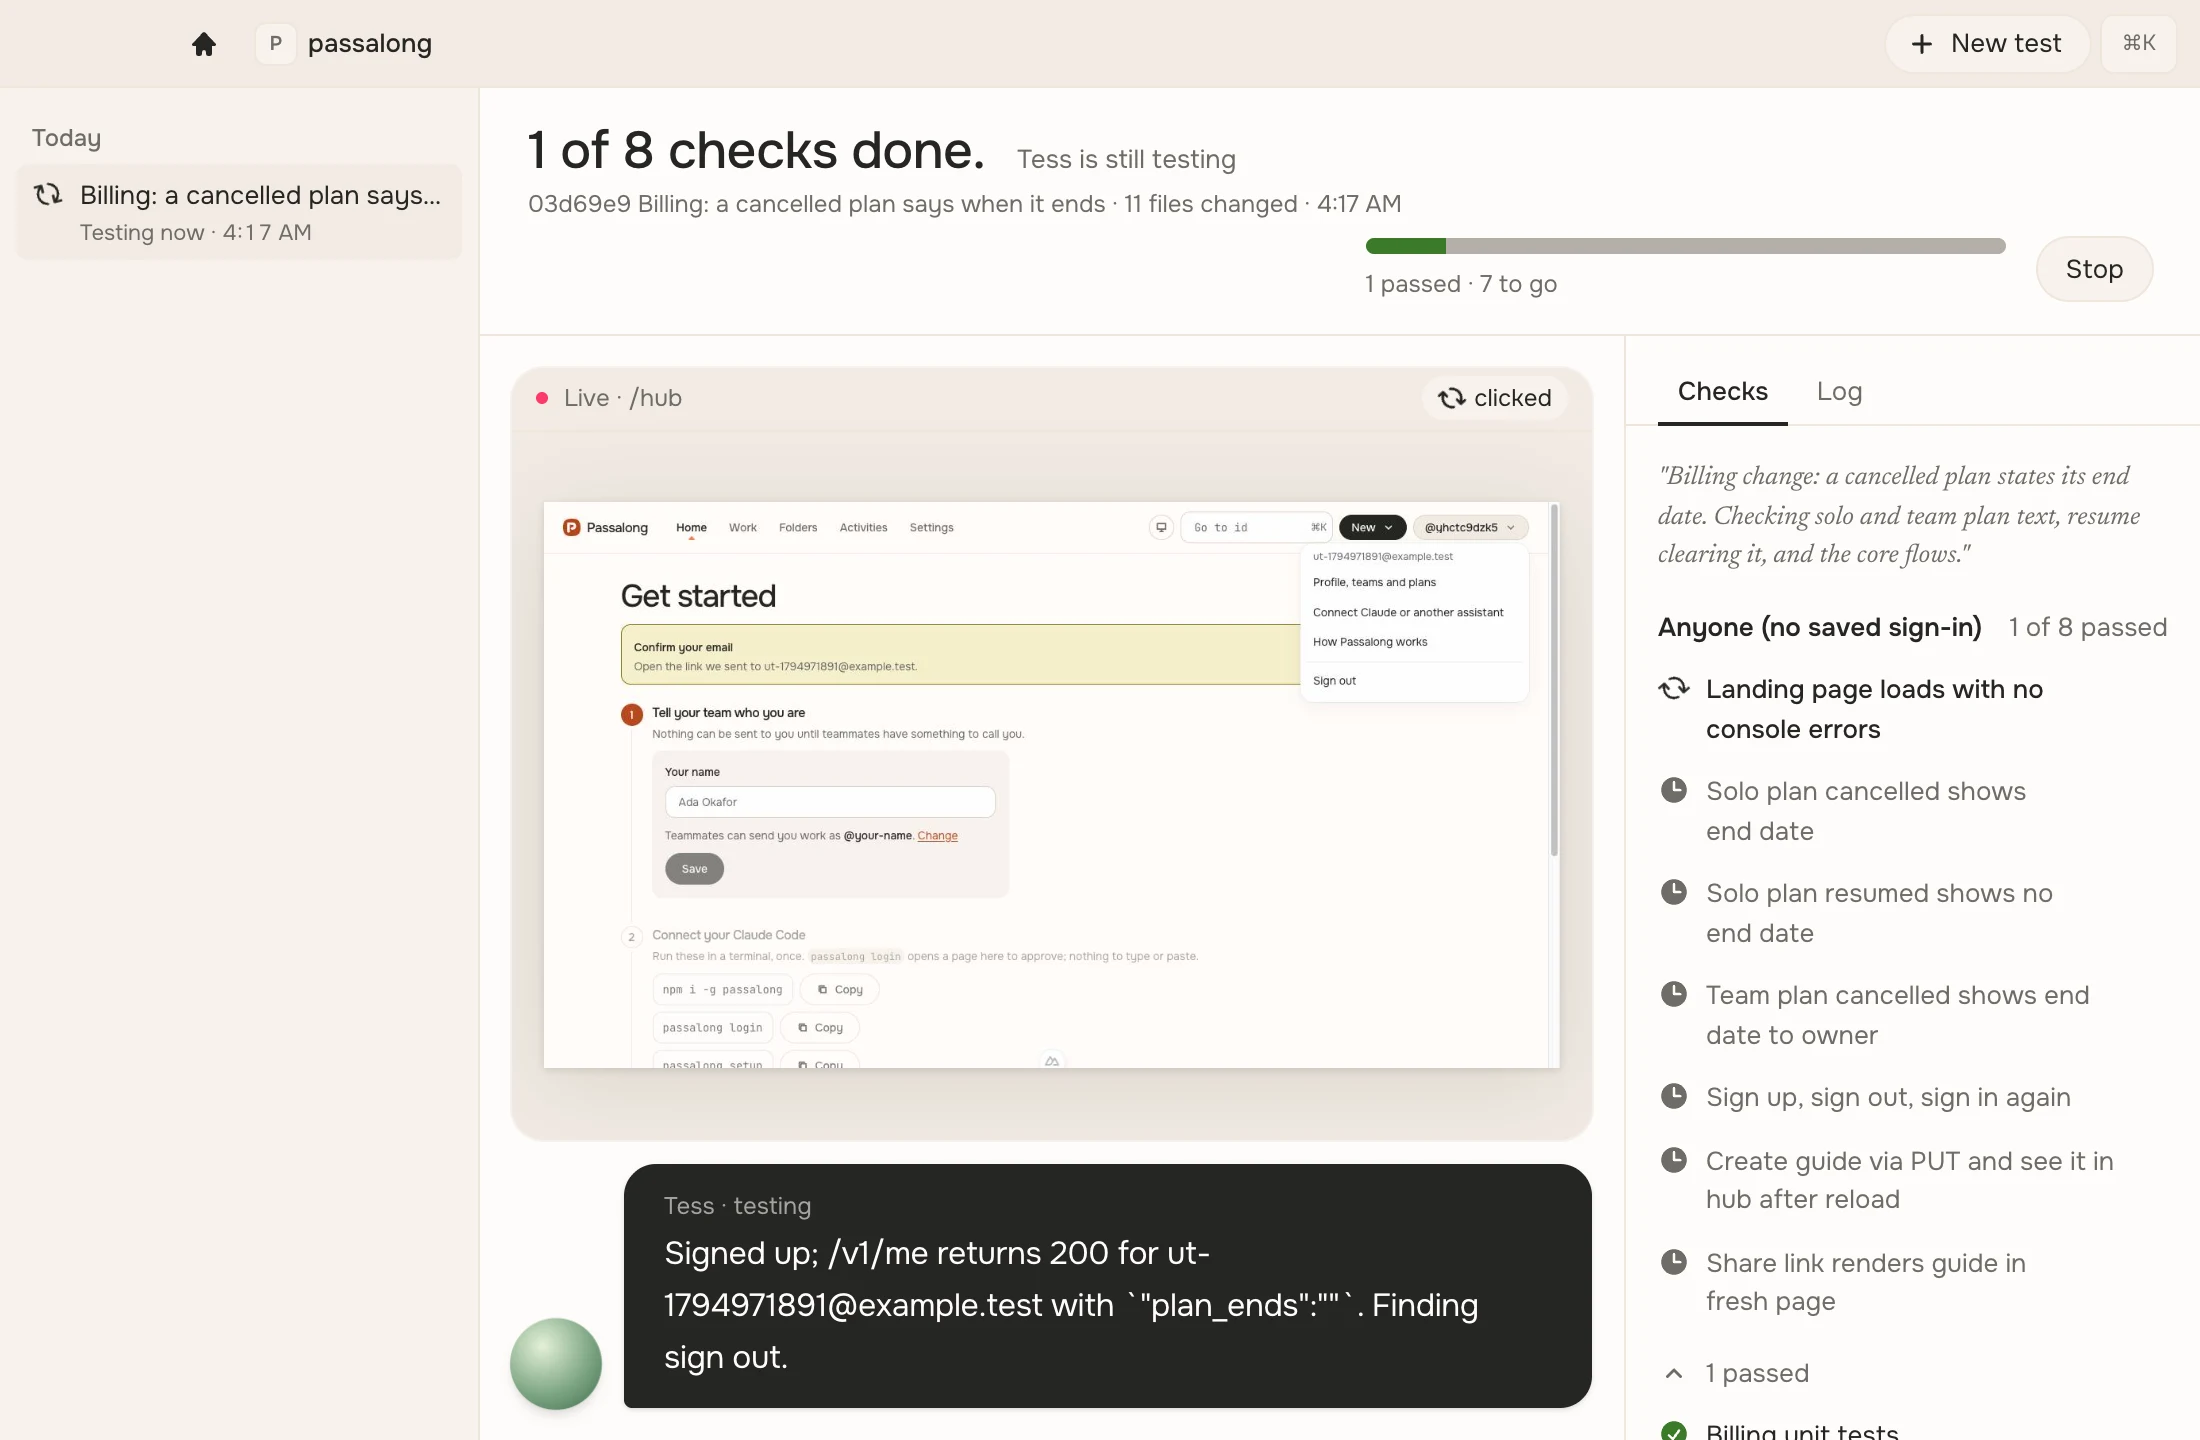 P passalong
+ New test ⌘K
Today
Billing: a cancelled plan says...
Testing now · 4:17 AM
1 of 8 checks done. Tess is still testing
03d69e9 Billing: a cancelled plan says when it ends · 11 files changed · 4:17 AM
1 passed · 7 to go
Stop
Live · /hub
clicked
Passalong Home Work Folders Activities Settings Go to id ⌘K New @yhctc9dzk5
ut-1794971891@example.test
Profile, teams and plans
Connect Claude or another assistant
How Passalong works
Sign out
Get started
Confirm your email
Open the link we sent to ut-1794971891@example.test.
1 Tell your team who you are
Nothing can be sent to you until teammates have something to call you.
Your name
Ada Okafor
Teammates can send you work as @your-name. Change
Save
2 Connect your Claude Code
Run these in a terminal, once. passalong login opens a page here to approve; nothing to type or paste.
npm i -g passalong Copy
passalong login Copy
passalong setup Copy
Tess · testing
Signed up; /v1/me returns 200 for ut-
1794971891@example.test with `"plan_ends":""`. Finding
sign out.
Checks Log
"Billing change: a cancelled plan states its end
date. Checking solo and team plan text, resume
clearing it, and the core flows."
Anyone (no saved sign-in) 1 of 8 passed
Landing page loads with no
console errors
Solo plan cancelled shows
end date
Solo plan resumed shows no
end date
Team plan cancelled shows end
date to owner
Sign up, sign out, sign in again
Create guide via PUT and see it in
hub after reload
Share link renders guide in
fresh page
1 passed
Billing unit tests